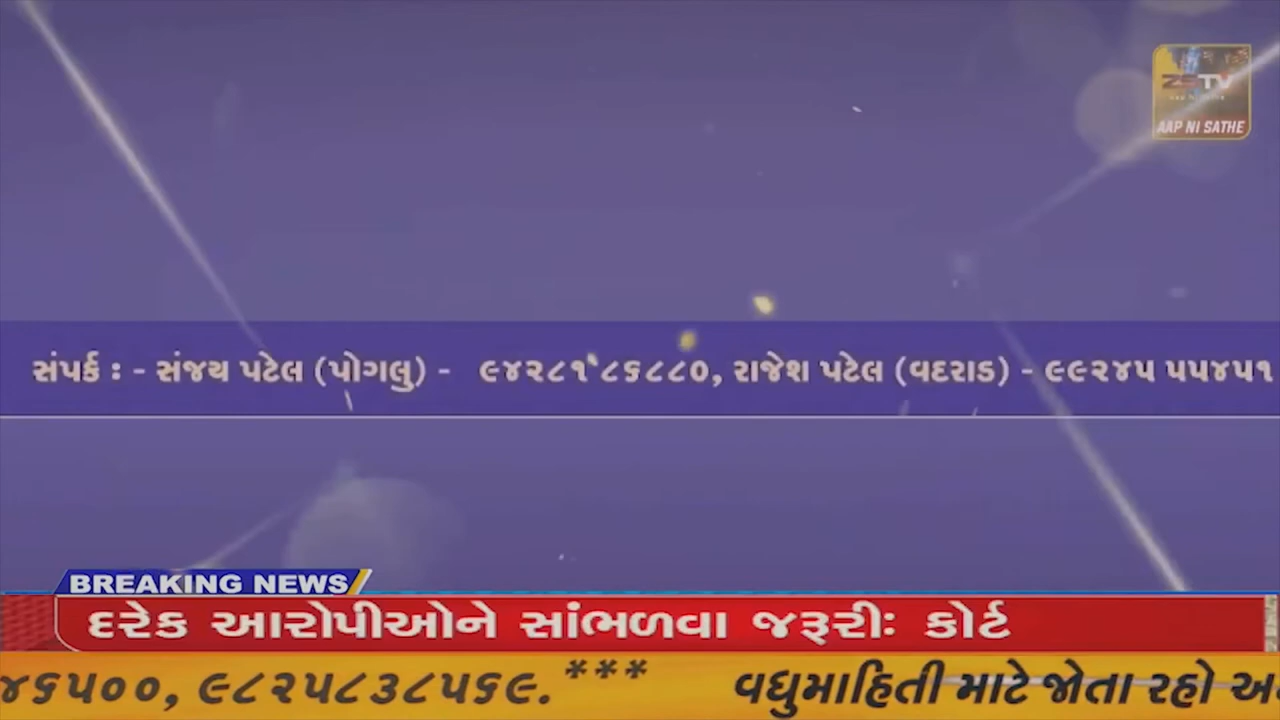 AAP NI SATHE
સંપર્ક : - સંજય પટેલ (પોગલુ) - ૯૪૨૮૧ ૮૬૮૮૦, રાજેશ પટેલ (વદરાડ) - ૯૯૨૪૫ ૫૫૪૫૧
BREAKING NEWS
દરેક આરોપીઓને સાંભળવા જરૂરીઃ કોર્ટ
૪૬૫૦૦, ૯૮૨૫૮૩૮૫૬૯.*** વધુમાહિતી માટે જોતા રહો